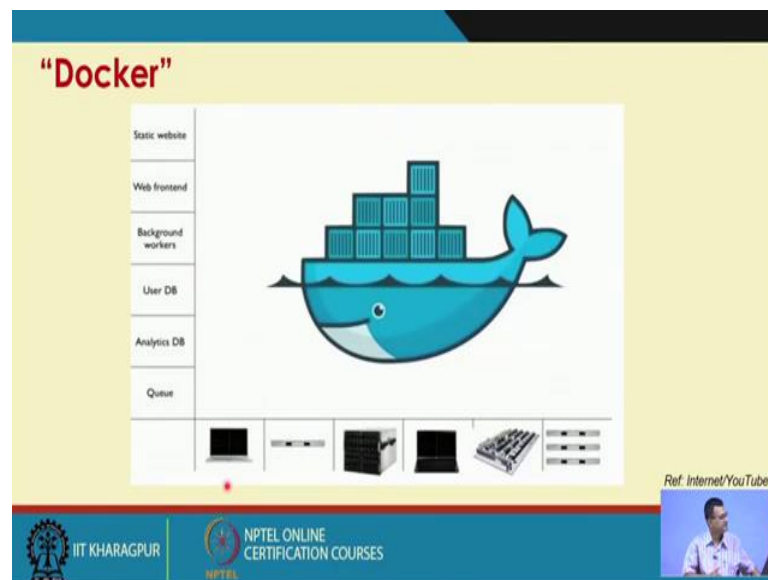 “Docker”
Static website
Web frontend
Background
workers
User DB
Analytics DB
Queue
Ref: Internet/YouTube
IIT KHARAGPUR
NPTEL ONLINE
CERTIFICATION COURSES
NPTEL